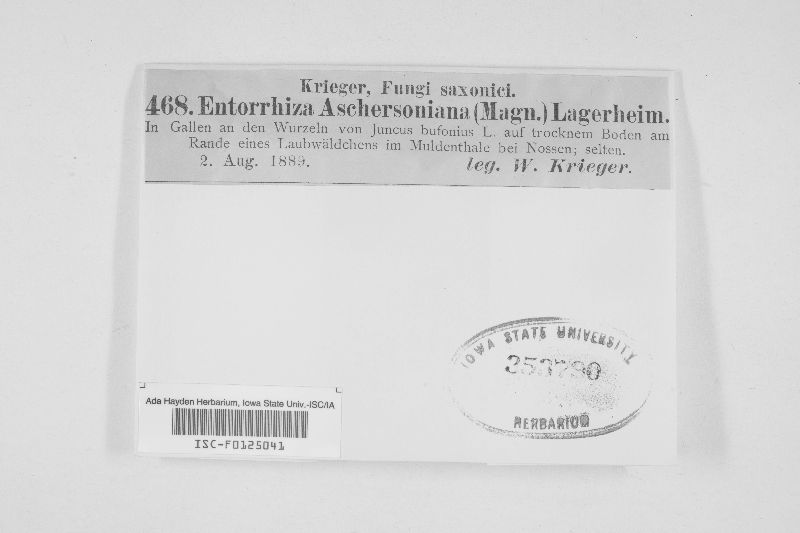 Krieger, Fungi saxonici.
468. Entorrhiza Aschersoniana (Magn.) Lagerheim.
In Gallen an den Wurzeln von Juncus bufonius L. auf trocknem Boden am
Rande eines Laubwäldchens im Muldenthale bei Nossen; selten.
2. Aug. 1889.
leg. W. Krieger.
IOWA STATE UNIVERSITY
353790
HERBARIUM
Ada Hayden Herbarium, Iowa State Univ.-ISC/IA
ISC-F0125041